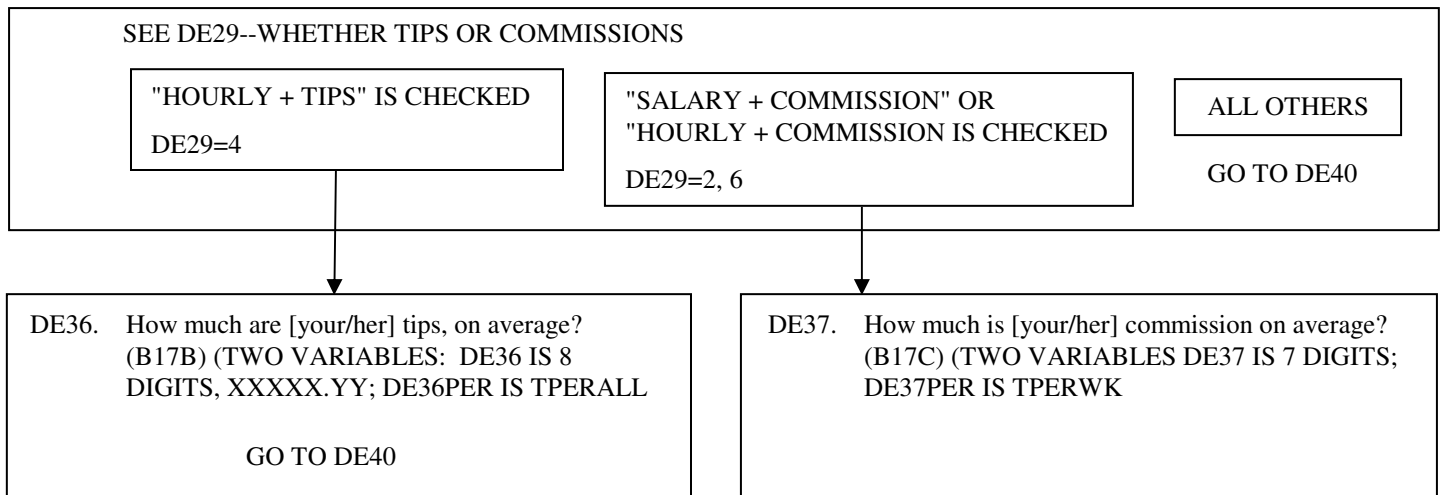 SEE DE29--WHETHER TIPS OR COMMISSIONS
"HOURLY + TIPS" IS CHECKED
DE29=4
"SALARY + COMMISSION" OR
"HOURLY + COMMISSION IS CHECKED
DE29=2, 6
ALL OTHERS
GO TO DE40
DE36. How much are [your/her] tips, on average?
(B17B) (TWO VARIABLES: DE36 IS 8
DIGITS, XXXXX.YY; DE36PER IS TPERALL
GO TO DE40
DE37. How much is [your/her] commission on average?
(B17C) (TWO VARIABLES DE37 IS 7 DIGITS;
DE37PER IS TPERWK